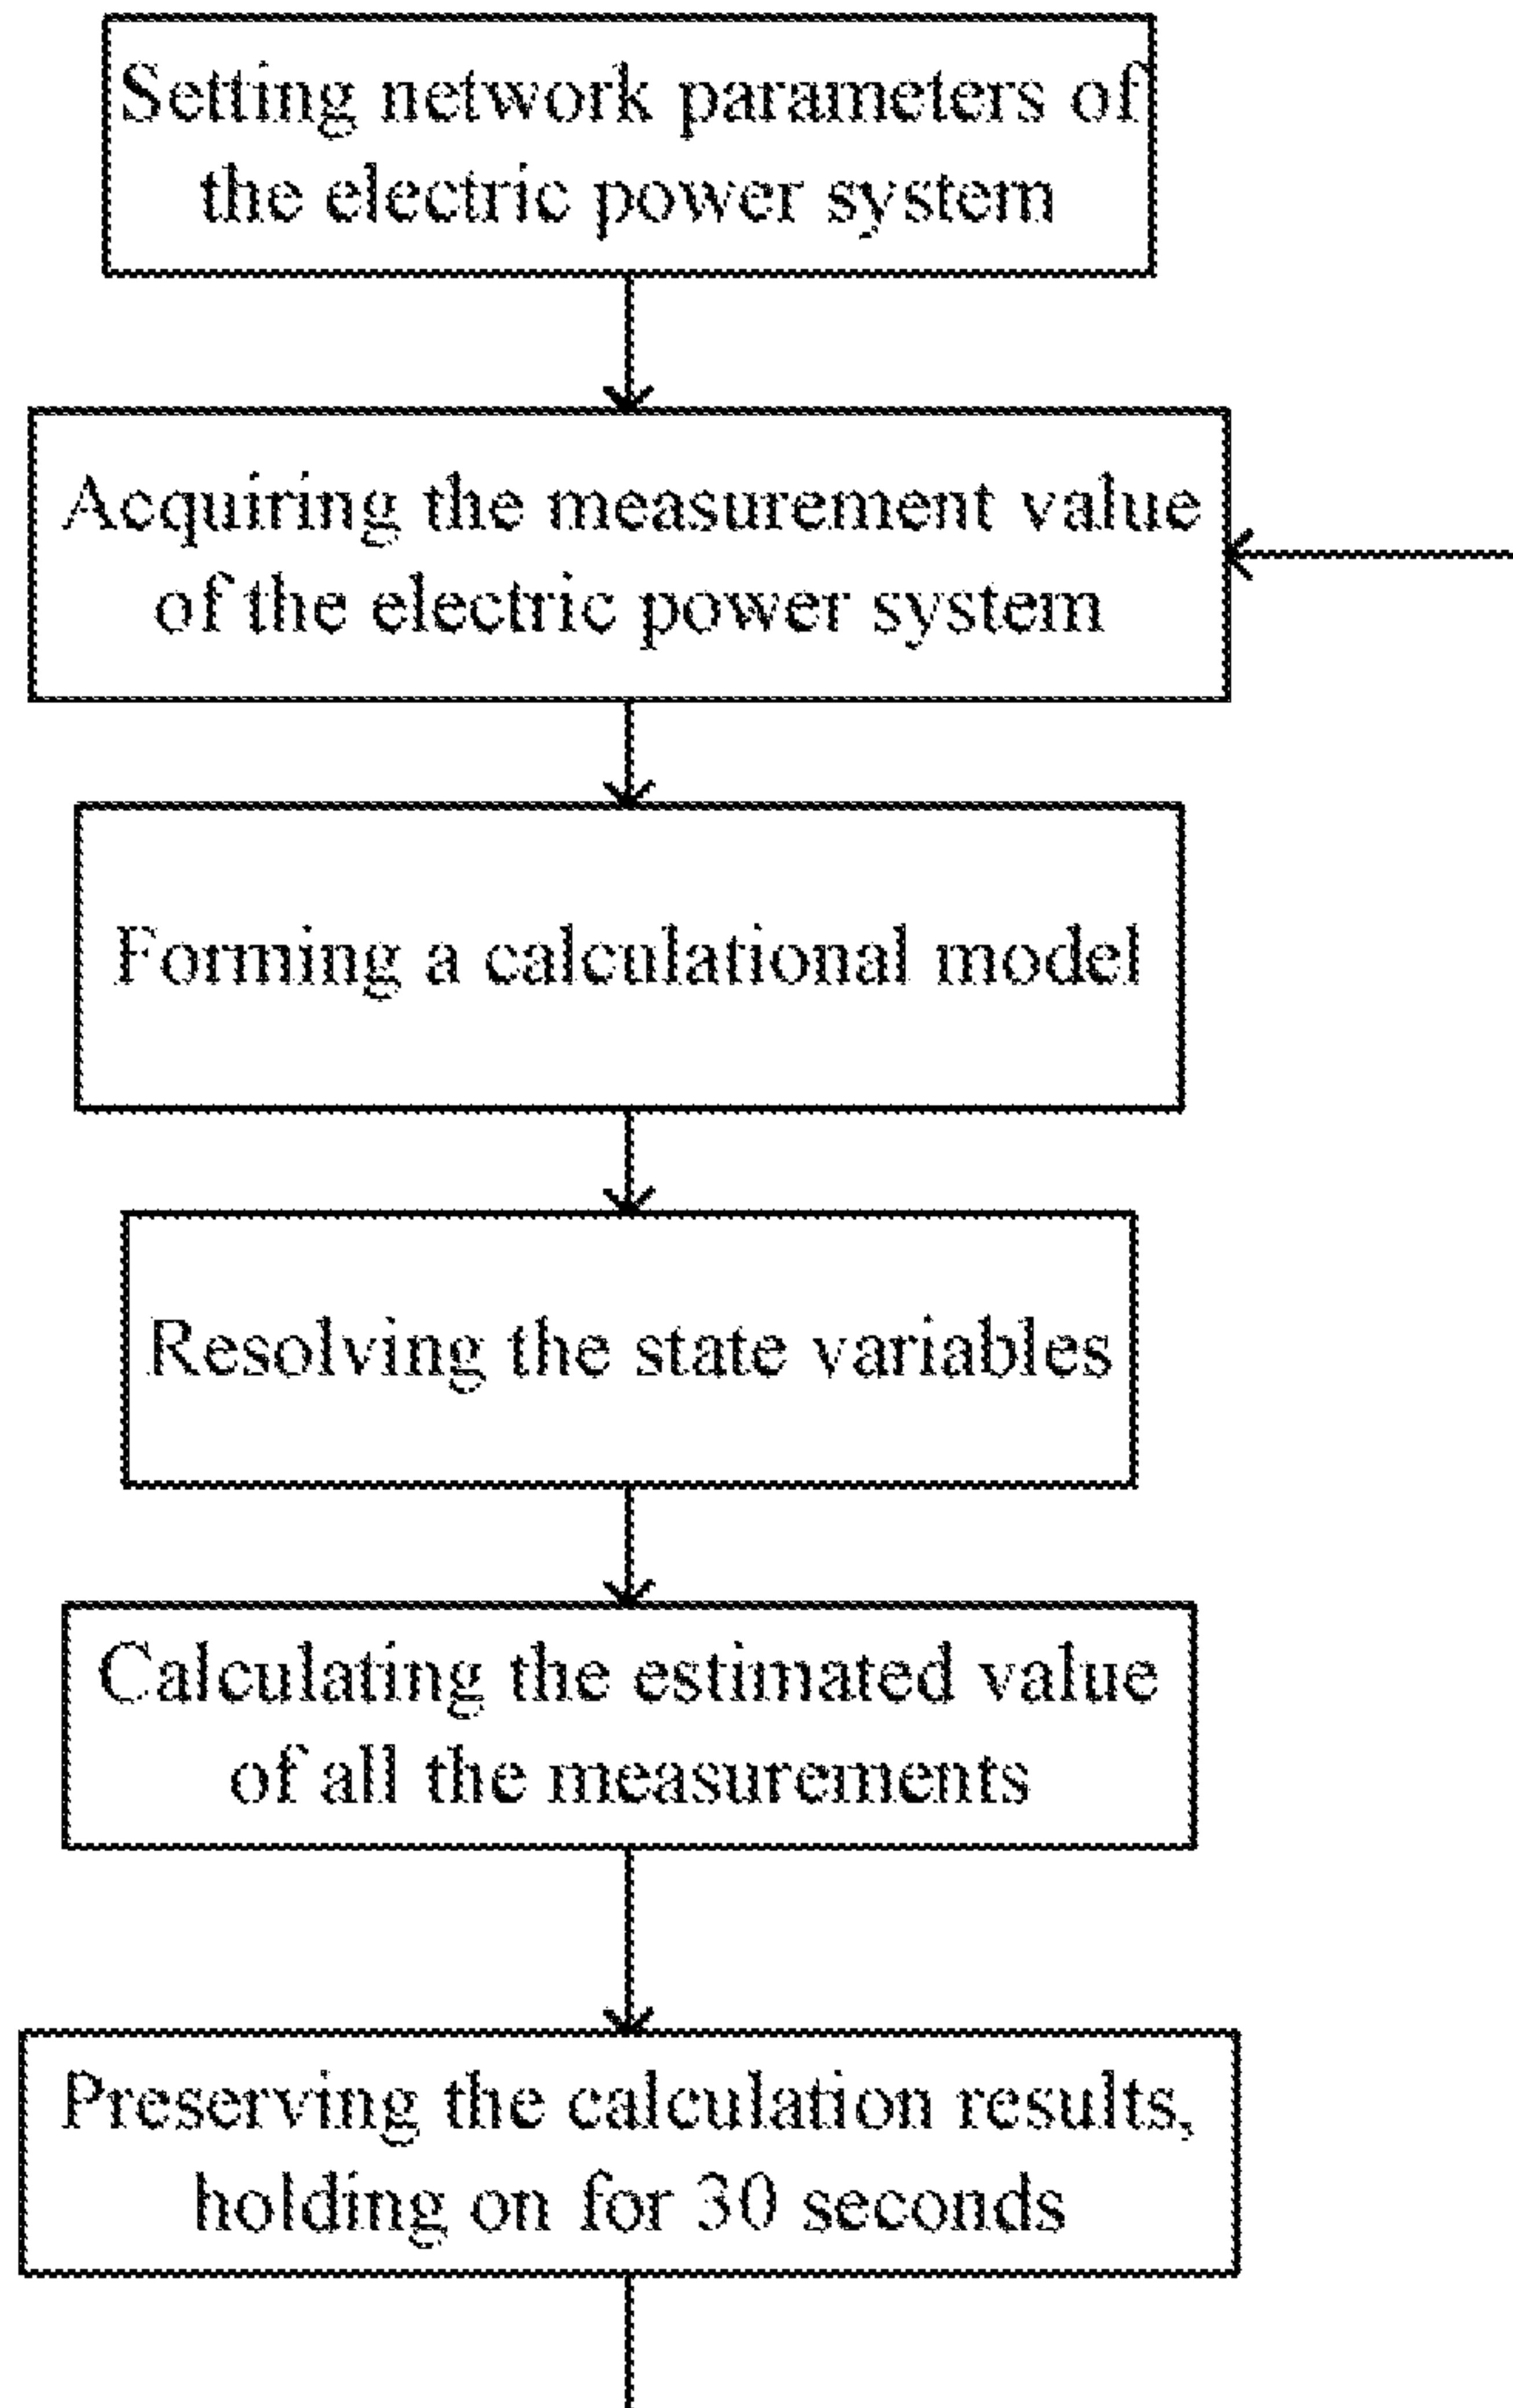 Setting network parameters of
the electric power system
Acquiring the measurement value
of the electric power system
Forming a calculational model
Resolving the state variables
Calculating the estimated value
of all the measurements
Preserving the calculation results,
holding on for 30 seconds